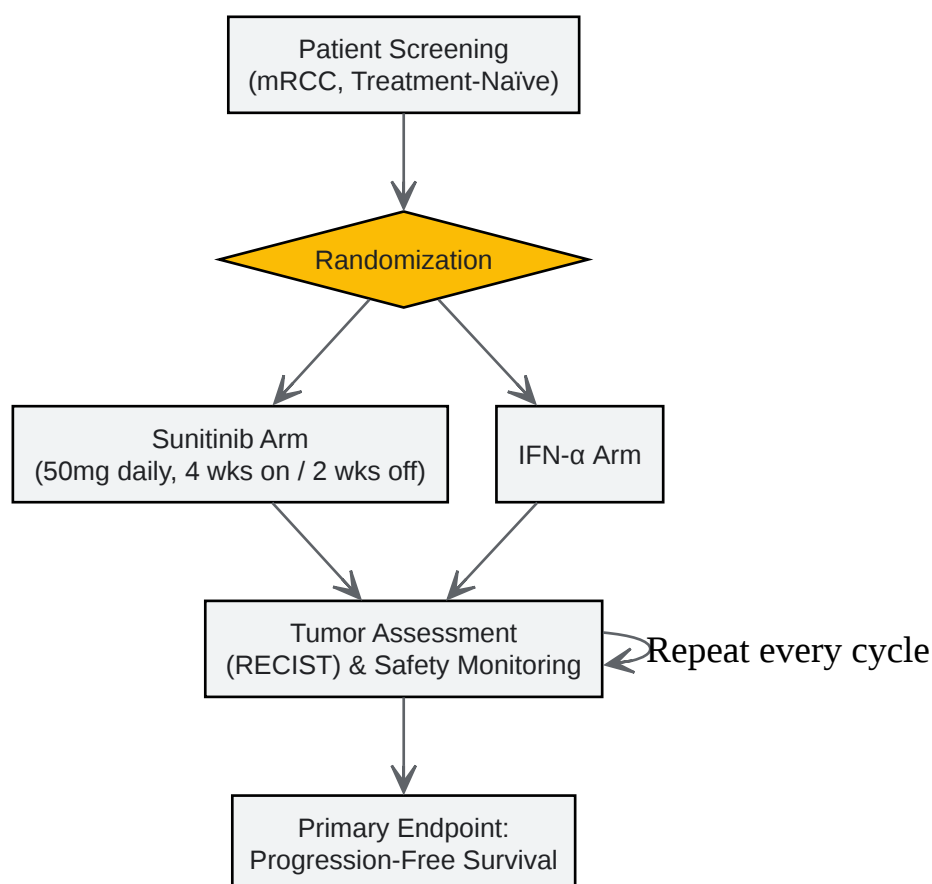 Patient Screening
(mRCC, Treatment-Naïve)
Randomization
Sunitinib Arm
(50mg daily, 4 wks on / 2 wks off)
IFN-α Arm
Tumor Assessment
(RECIST) & Safety Monitoring
Repeat every cycle
Primary Endpoint:
Progression-Free Survival